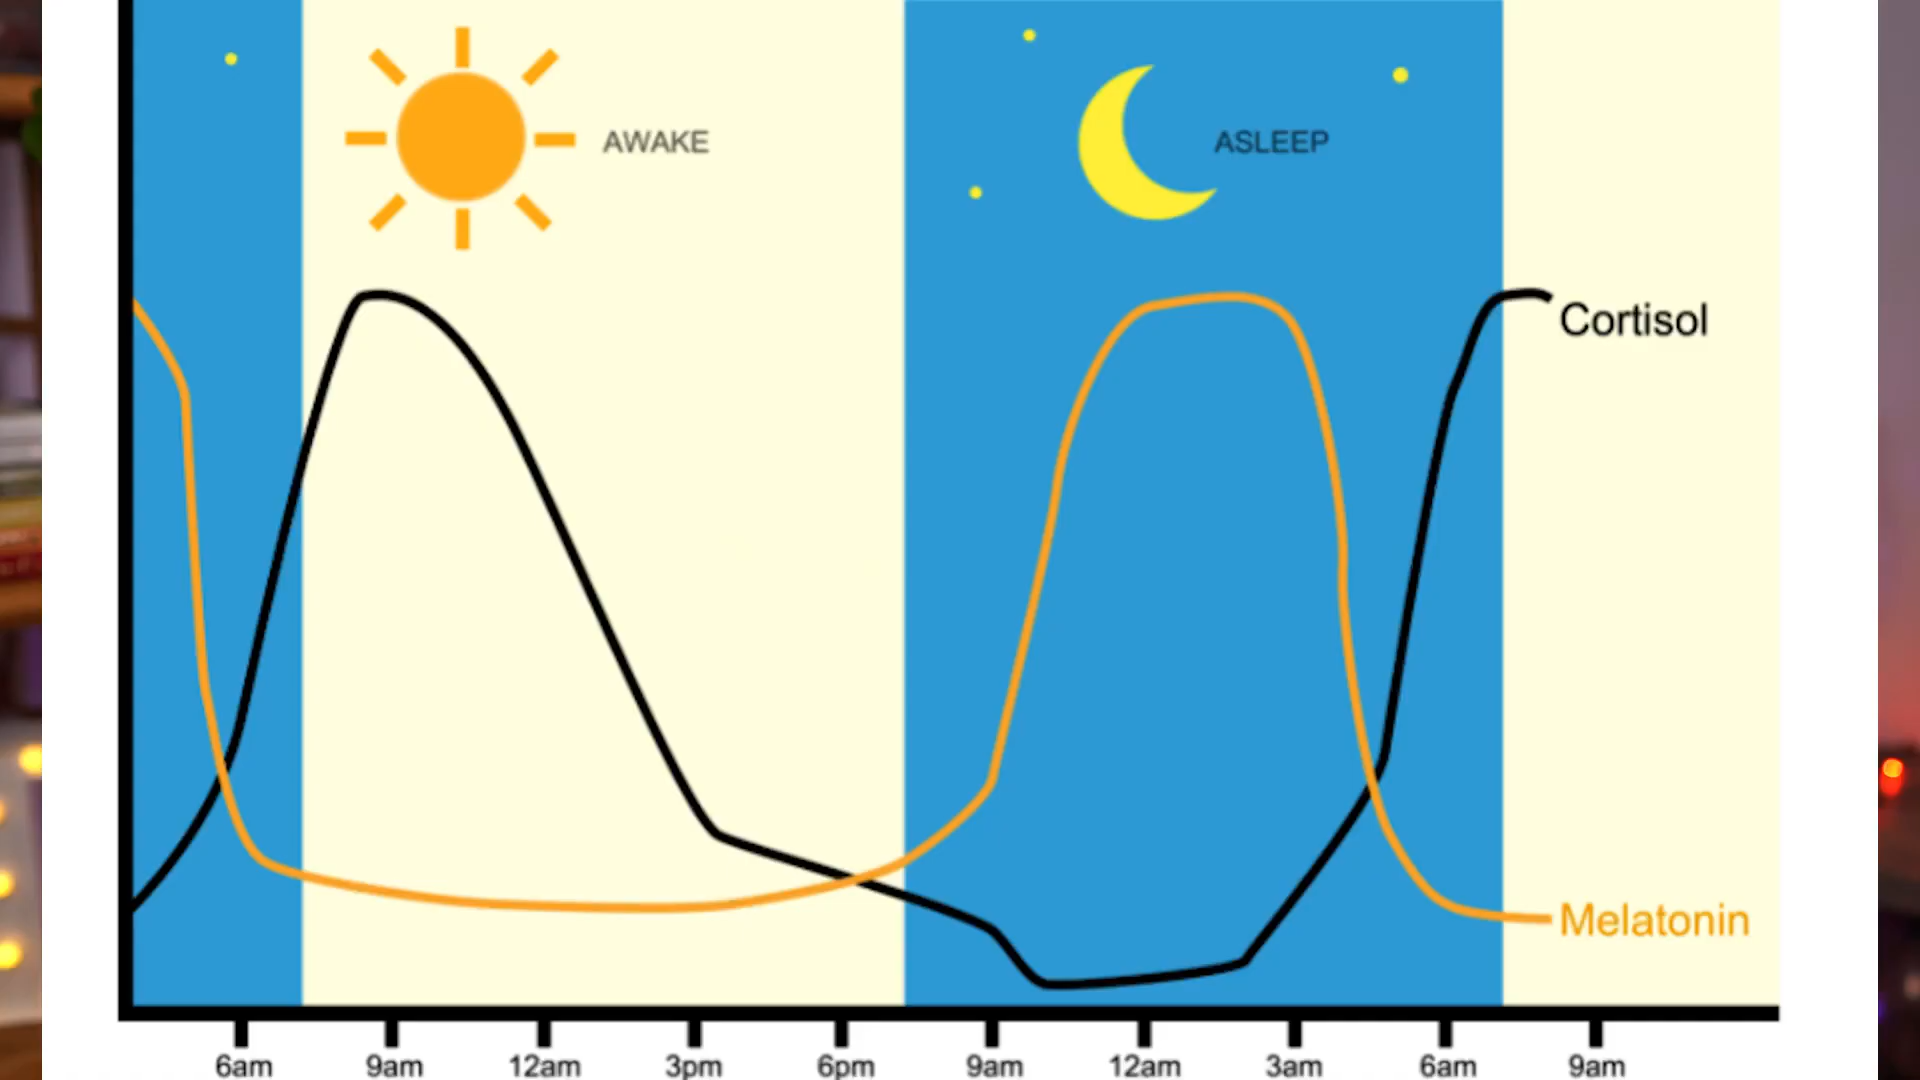 AWAKE
ASLEEP
Cortisol
Melatonin
6am
9am
12am
3pm
6pm
9am
12am
3am
6am
9am